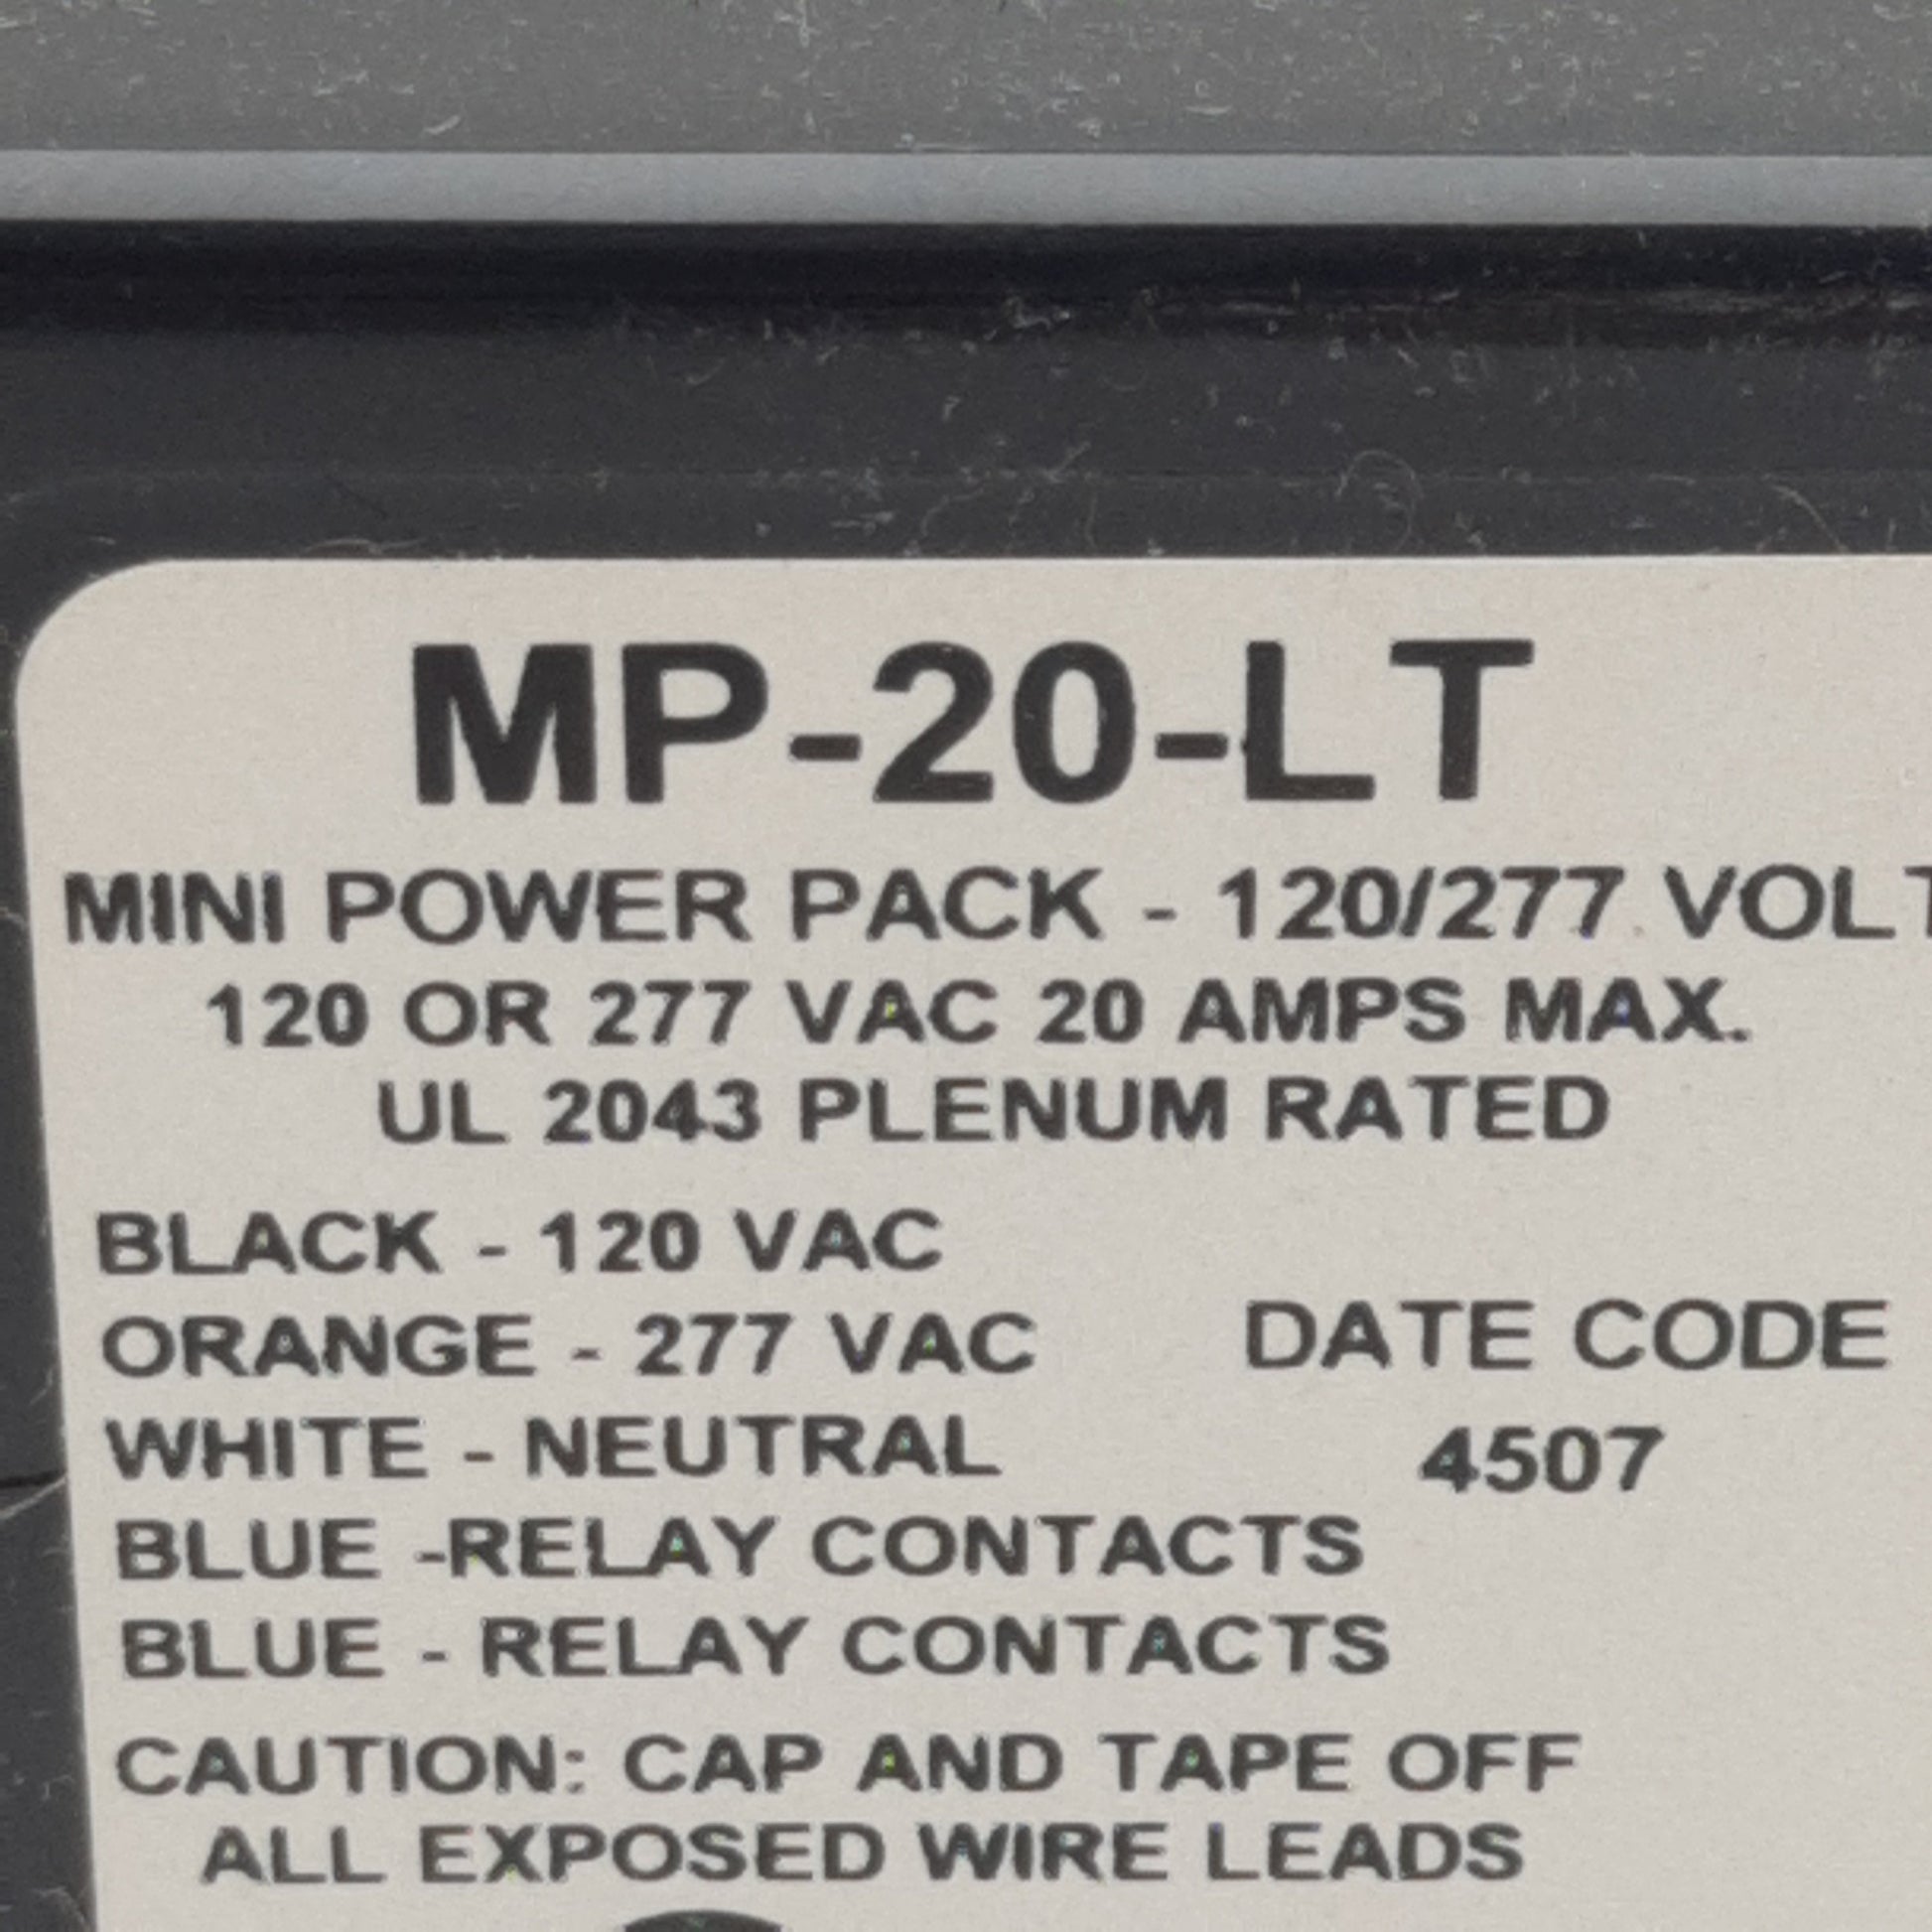 MP-20-LT
MINI POWER PACK - 120/277 VOLT
120 OR 277 VAC 20 AMPS MAX.
UL 2043 PLENUM RATED
BLACK - 120 VAC
ORANGE - 277 VAC
DATE CODE
WHITE - NEUTRAL
4507
BLUE -RELAY CONTACTS
BLUE - RELAY CONTACTS
CAUTION: CAP AND TAPE OFF
ALL EXPOSED WIRE LEADS